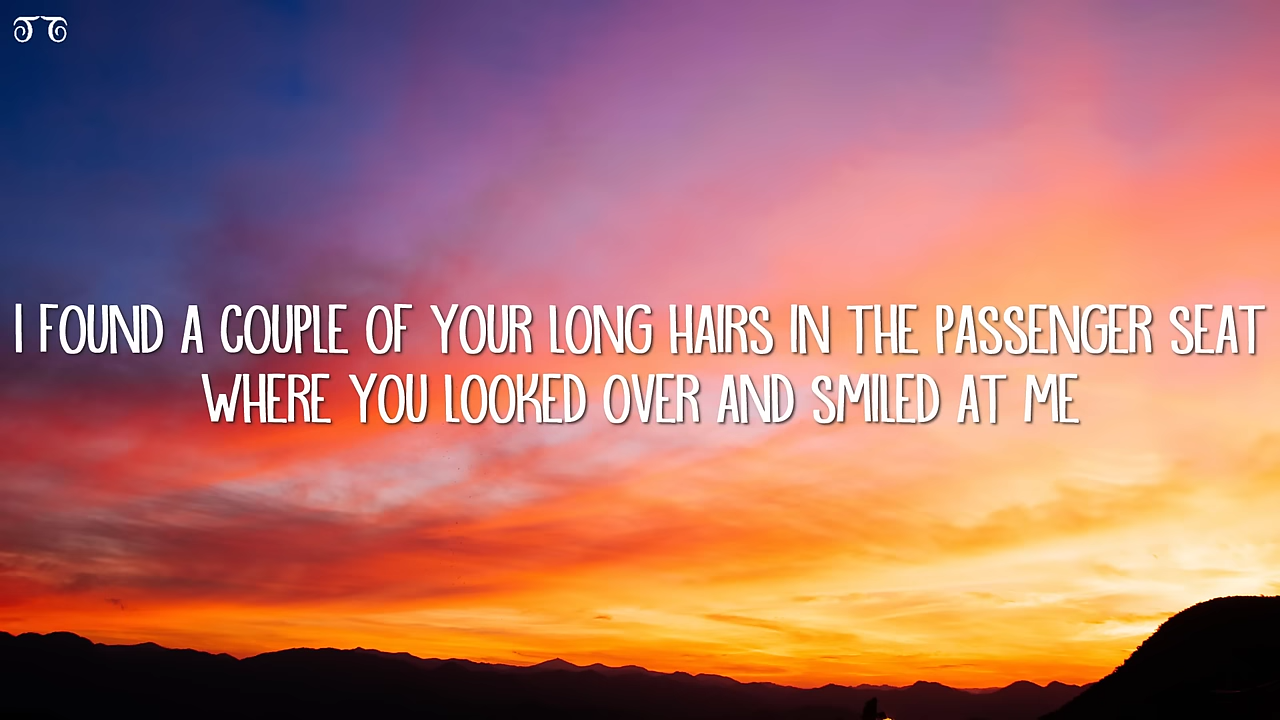 I FOUND A COUPLE OF YOUR LONG HAIRS IN THE PASSENGER SEAT
WHERE YOU LOOKED OVER AND SMILED AT ME